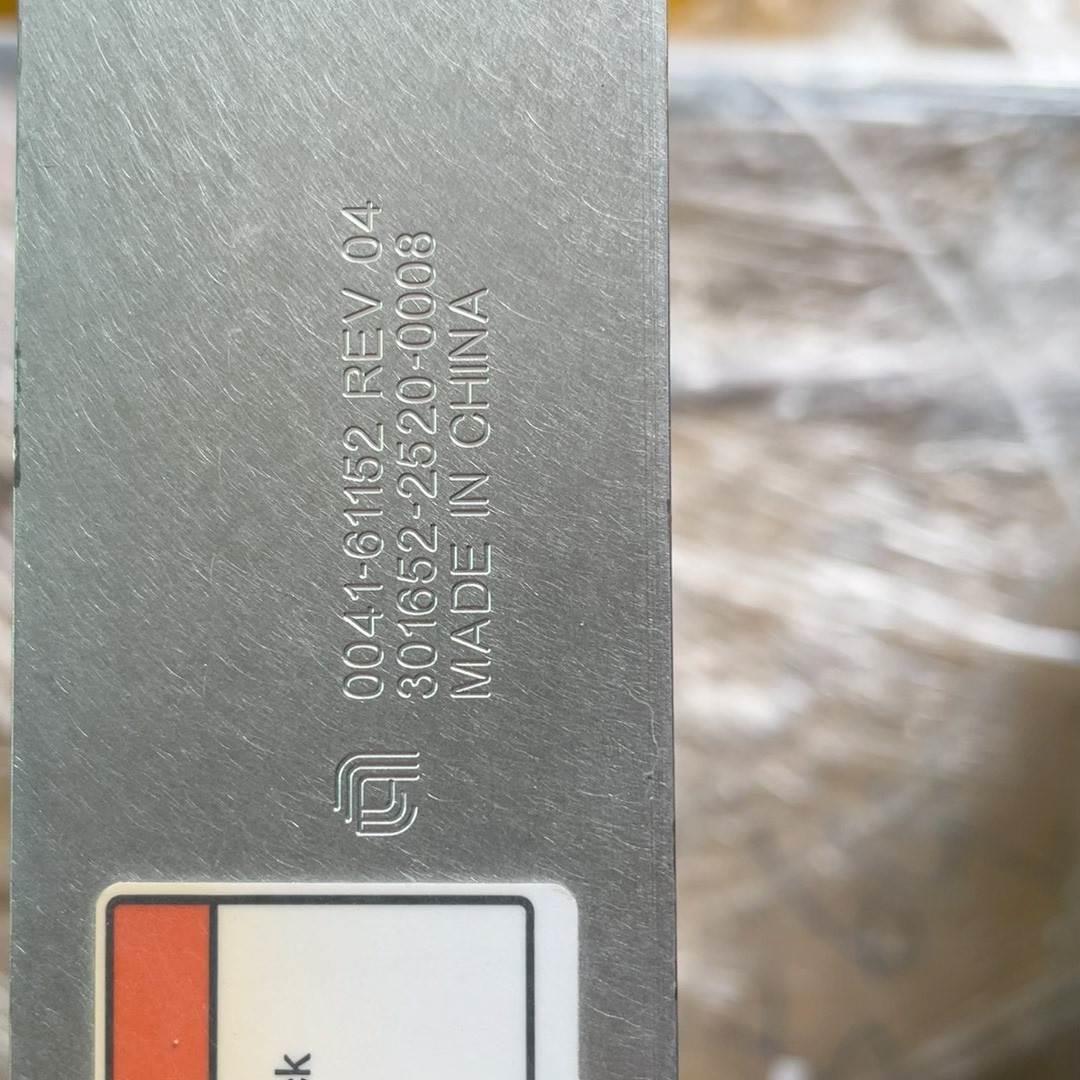 0041-61152 REV 04
301652-2520-0008
MADE IN CHINA